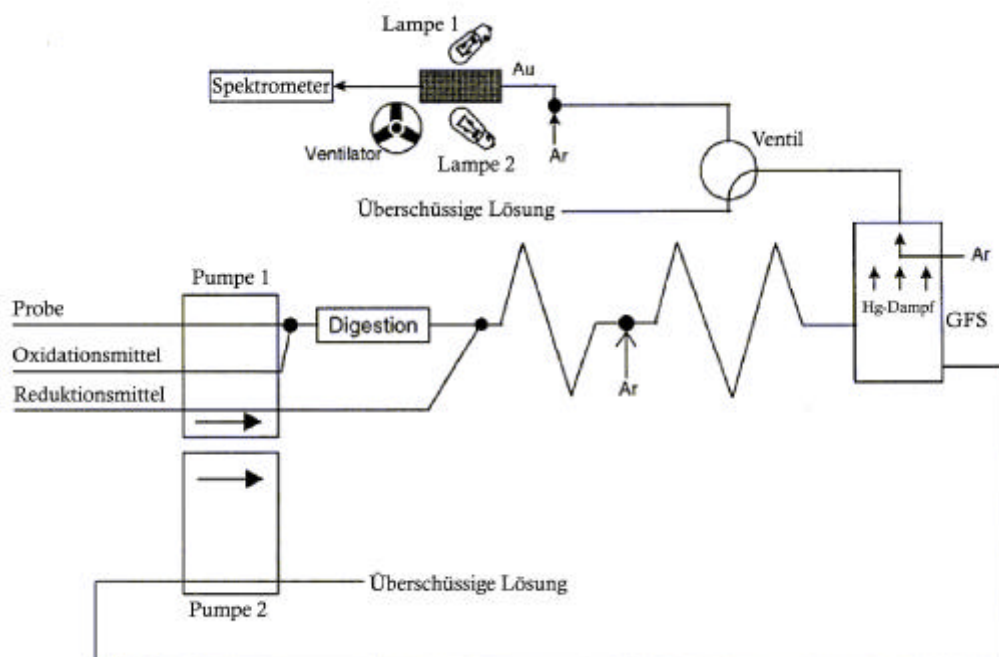 Lampe 1
Au
Spektrometer
Ventilator
Lampe 2
Ar
Ventil
Überschüssige Lösung
Pumpe 1
Ar
Hg-Dampf
GFS
Probe
Digestion
Oxidationsmittel
Reduktionsmittel
Ar
Überschüssige Lösung
Pumpe 2